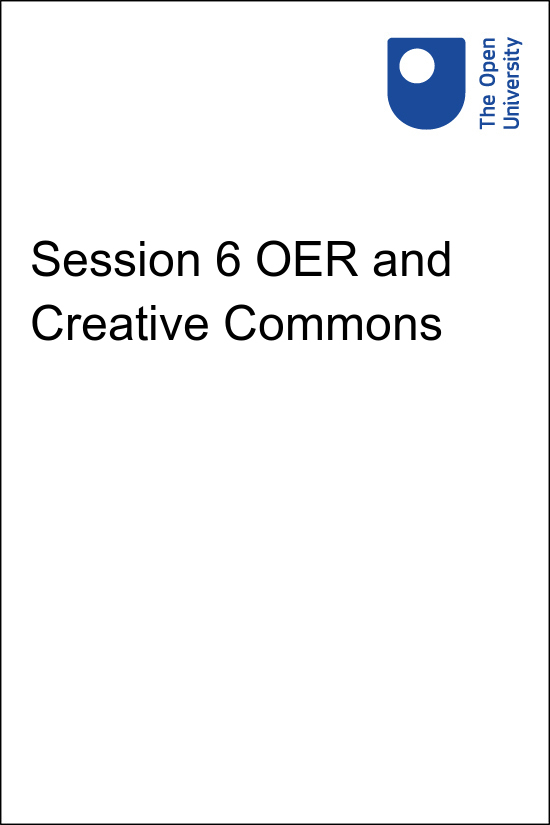 The Open
University
Session 6 OER and
Creative Commons